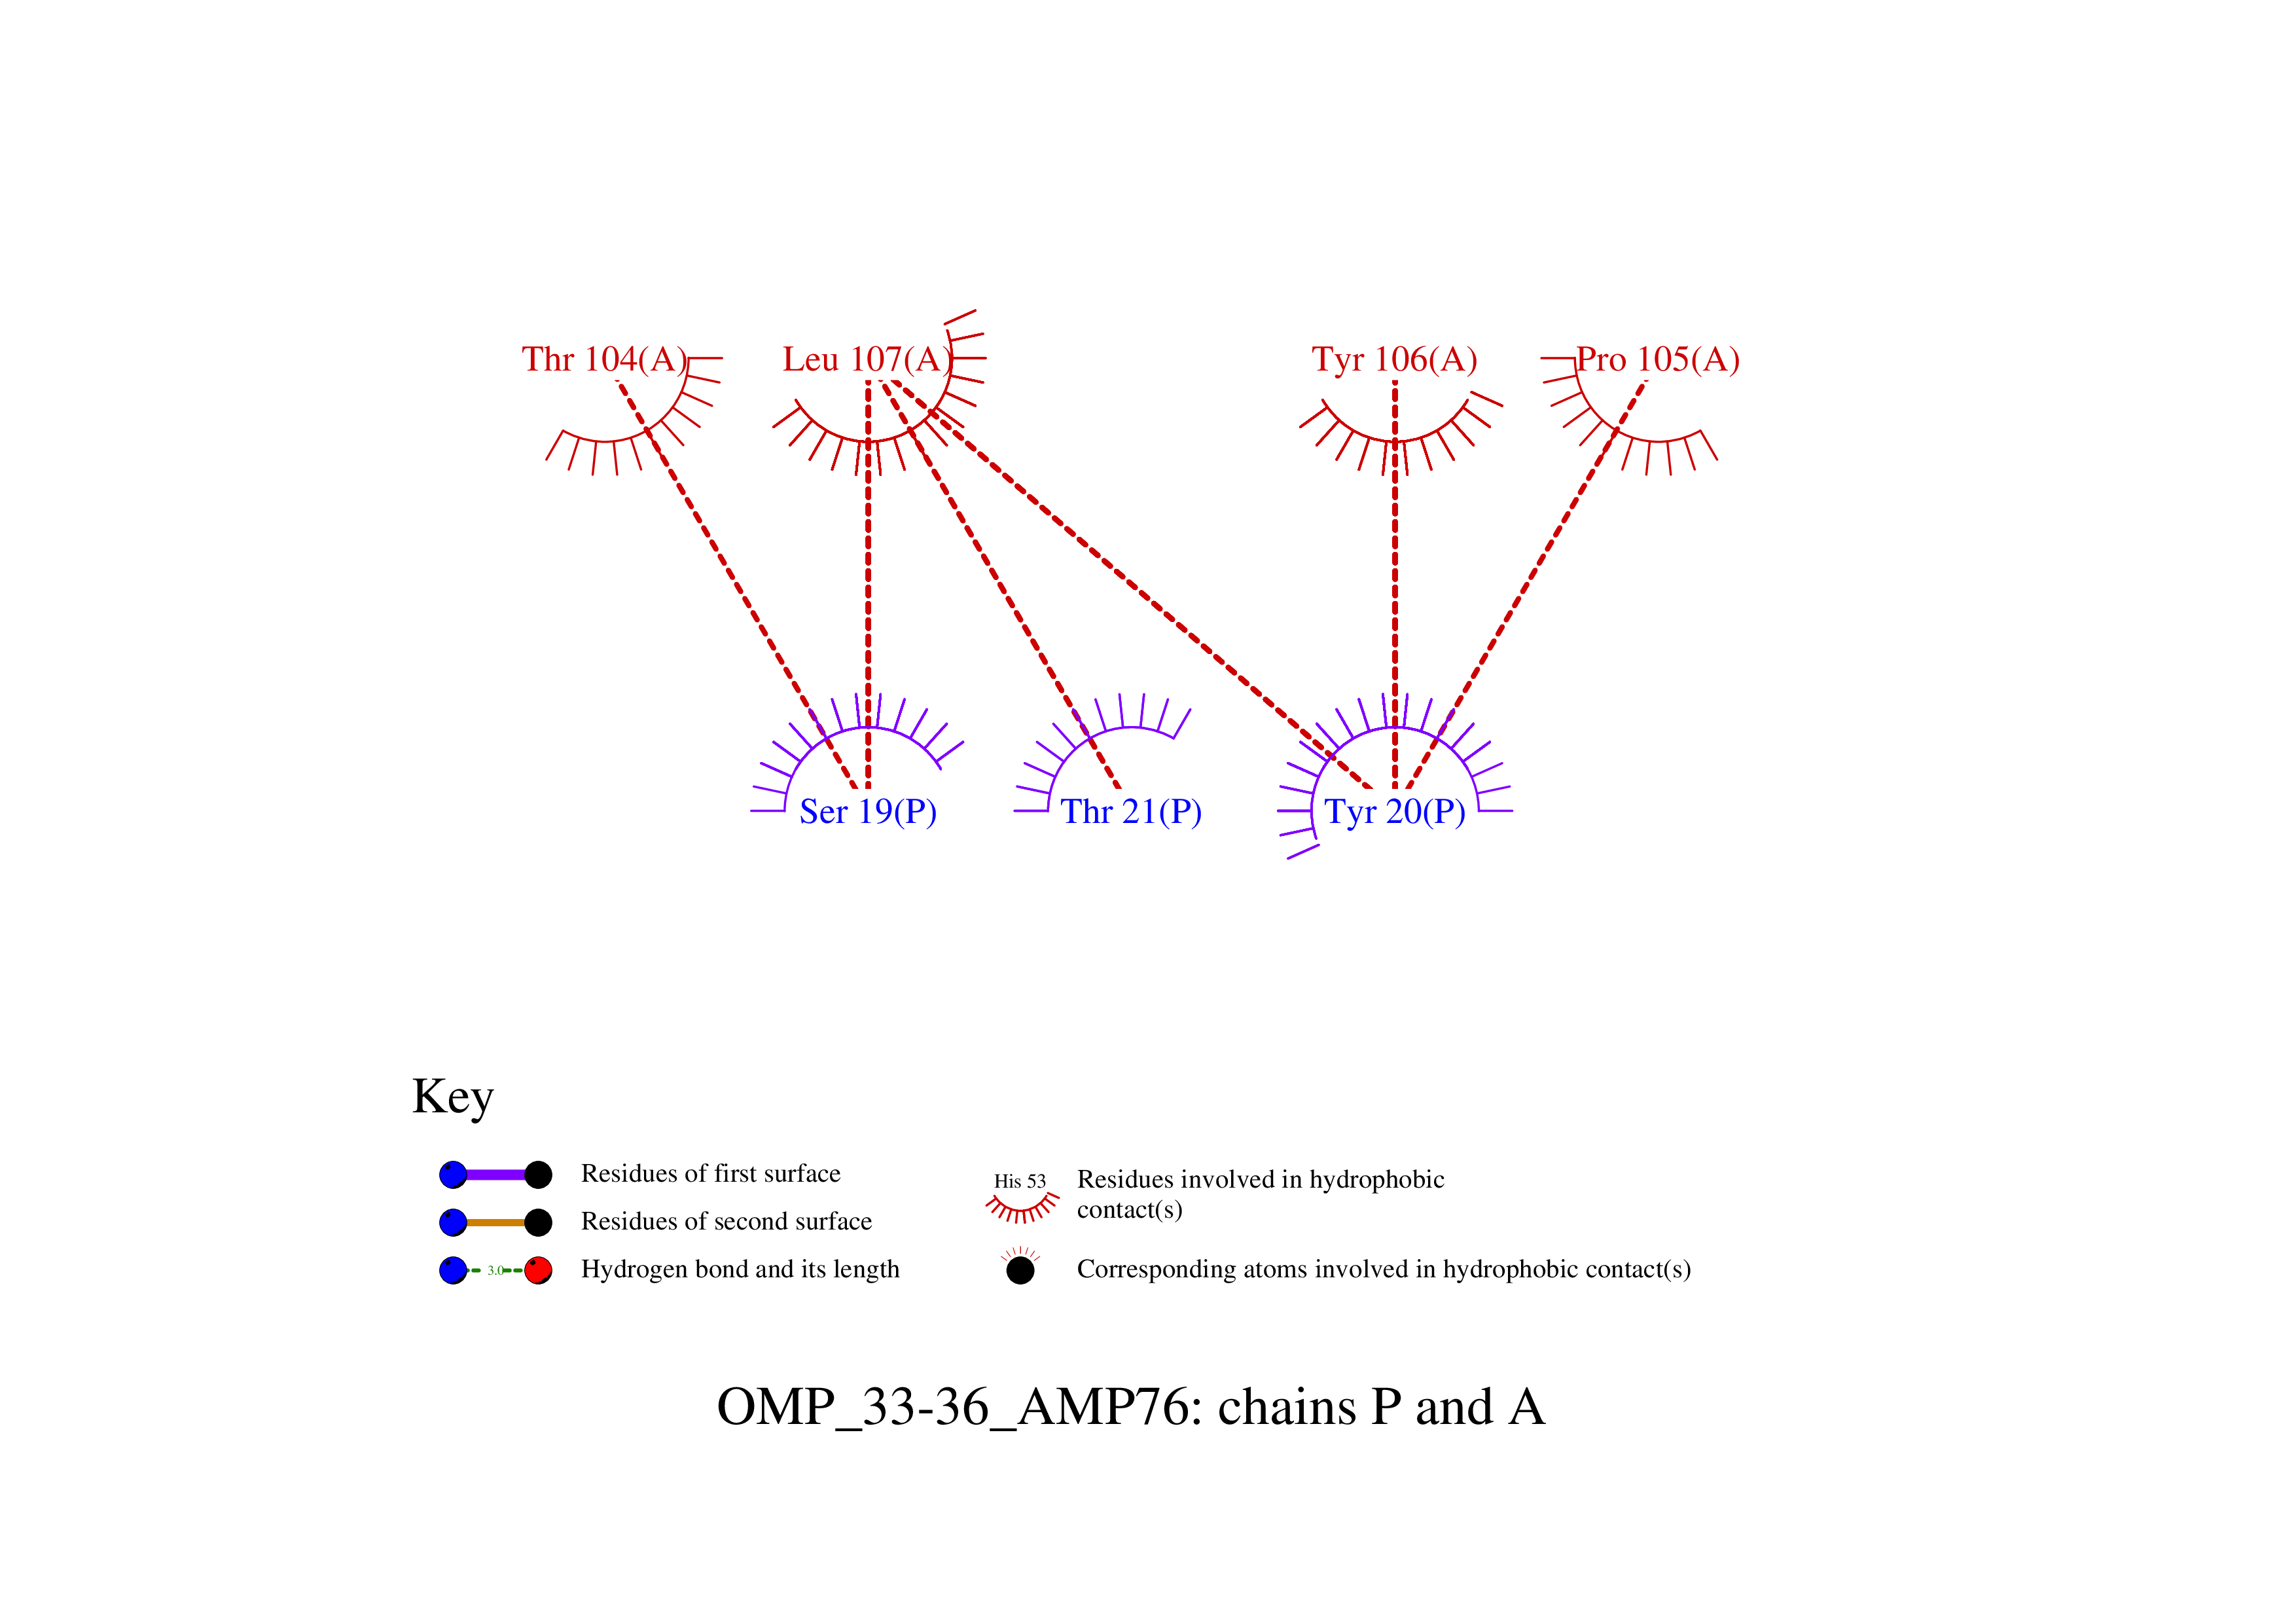 Thr 104(A) Leu 107(A) Tyr 106(A) Pro 105(A)
Ser 19(P) Thr 21(P) Tyr 20(P)
Key
Residues of first surface
Residues of second surface
3.0 Hydrogen bond and its length
His 53 Residues involved in hydrophobic
contact(s)
Corresponding atoms involved in hydrophobic contact(s)
OMP_33-36_AMP76: chains P and A